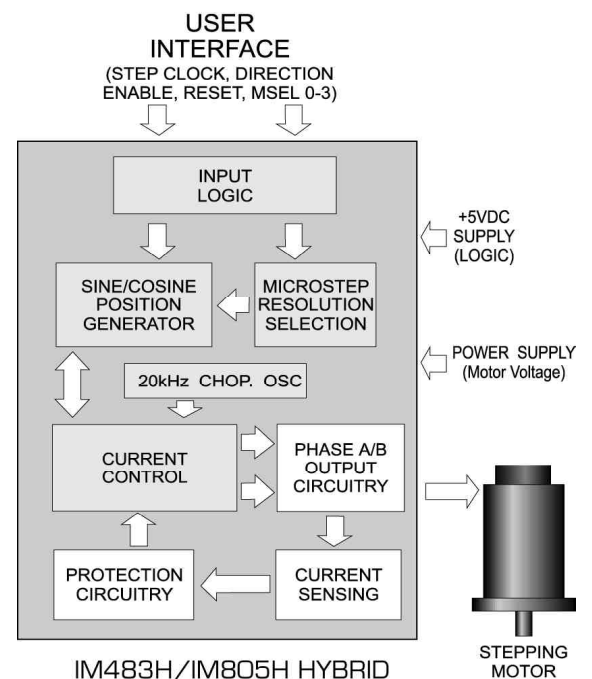 USER
INTERFACE
(STEP CLOCK, DIRECTION
ENABLE, RESET, MSEL 0-3)
INPUT
LOGIC
+5VDC
SUPPLY
(LOGIC)
SINE/COSINE
POSITION
GENERATOR
MICROSTEP
RESOLUTION
SELECTION
POWER SUPPLY
(Motor Voltage)
20kHz CHOP. OSC
CURRENT
CONTROL
PHASE A/B
OUTPUT
CIRCUITRY
PROTECTION
CIRCUITRY
CURRENT
SENSING
STEPPING
MOTOR
IM483H/IM805H HYBRID